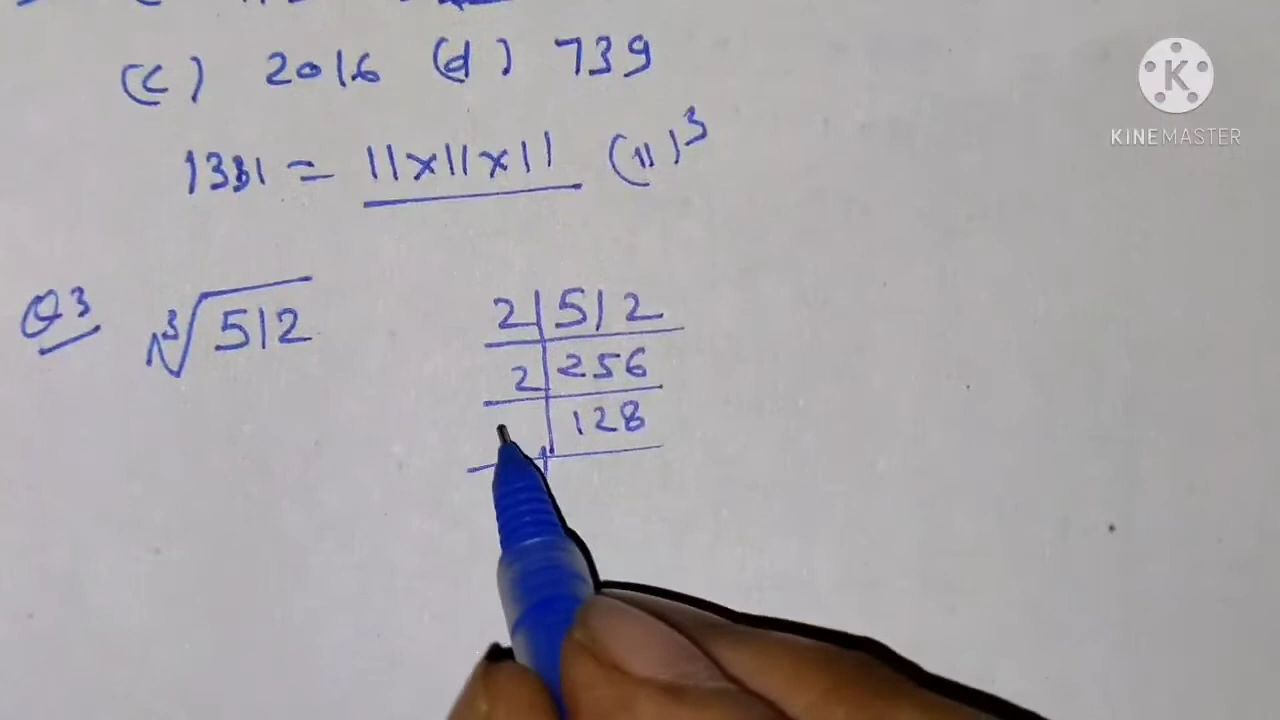 (c) 2016 (d) 739
1331 = 11×11×11 (11)³
Q3 ∛512
2 | 512
2 | 256
128
K
KINEMASTER